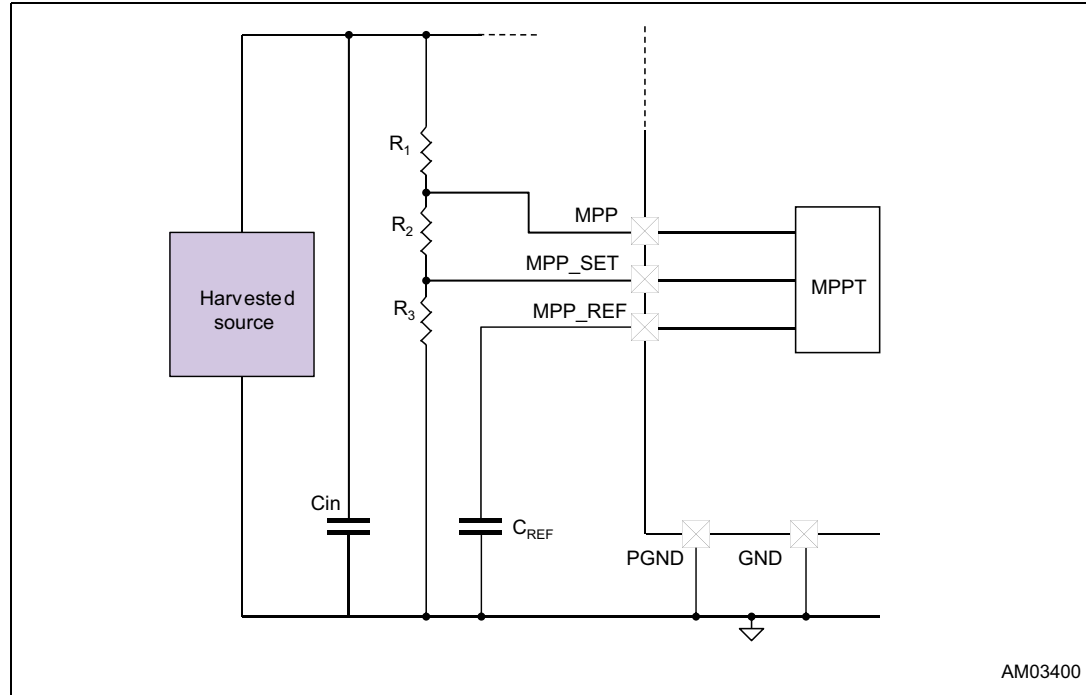 R1
MPP
R2
MPP_SET
MPPT
Harvested
source
R3
MPP_REF
Cin
CREF
PGND
GND
AM03400